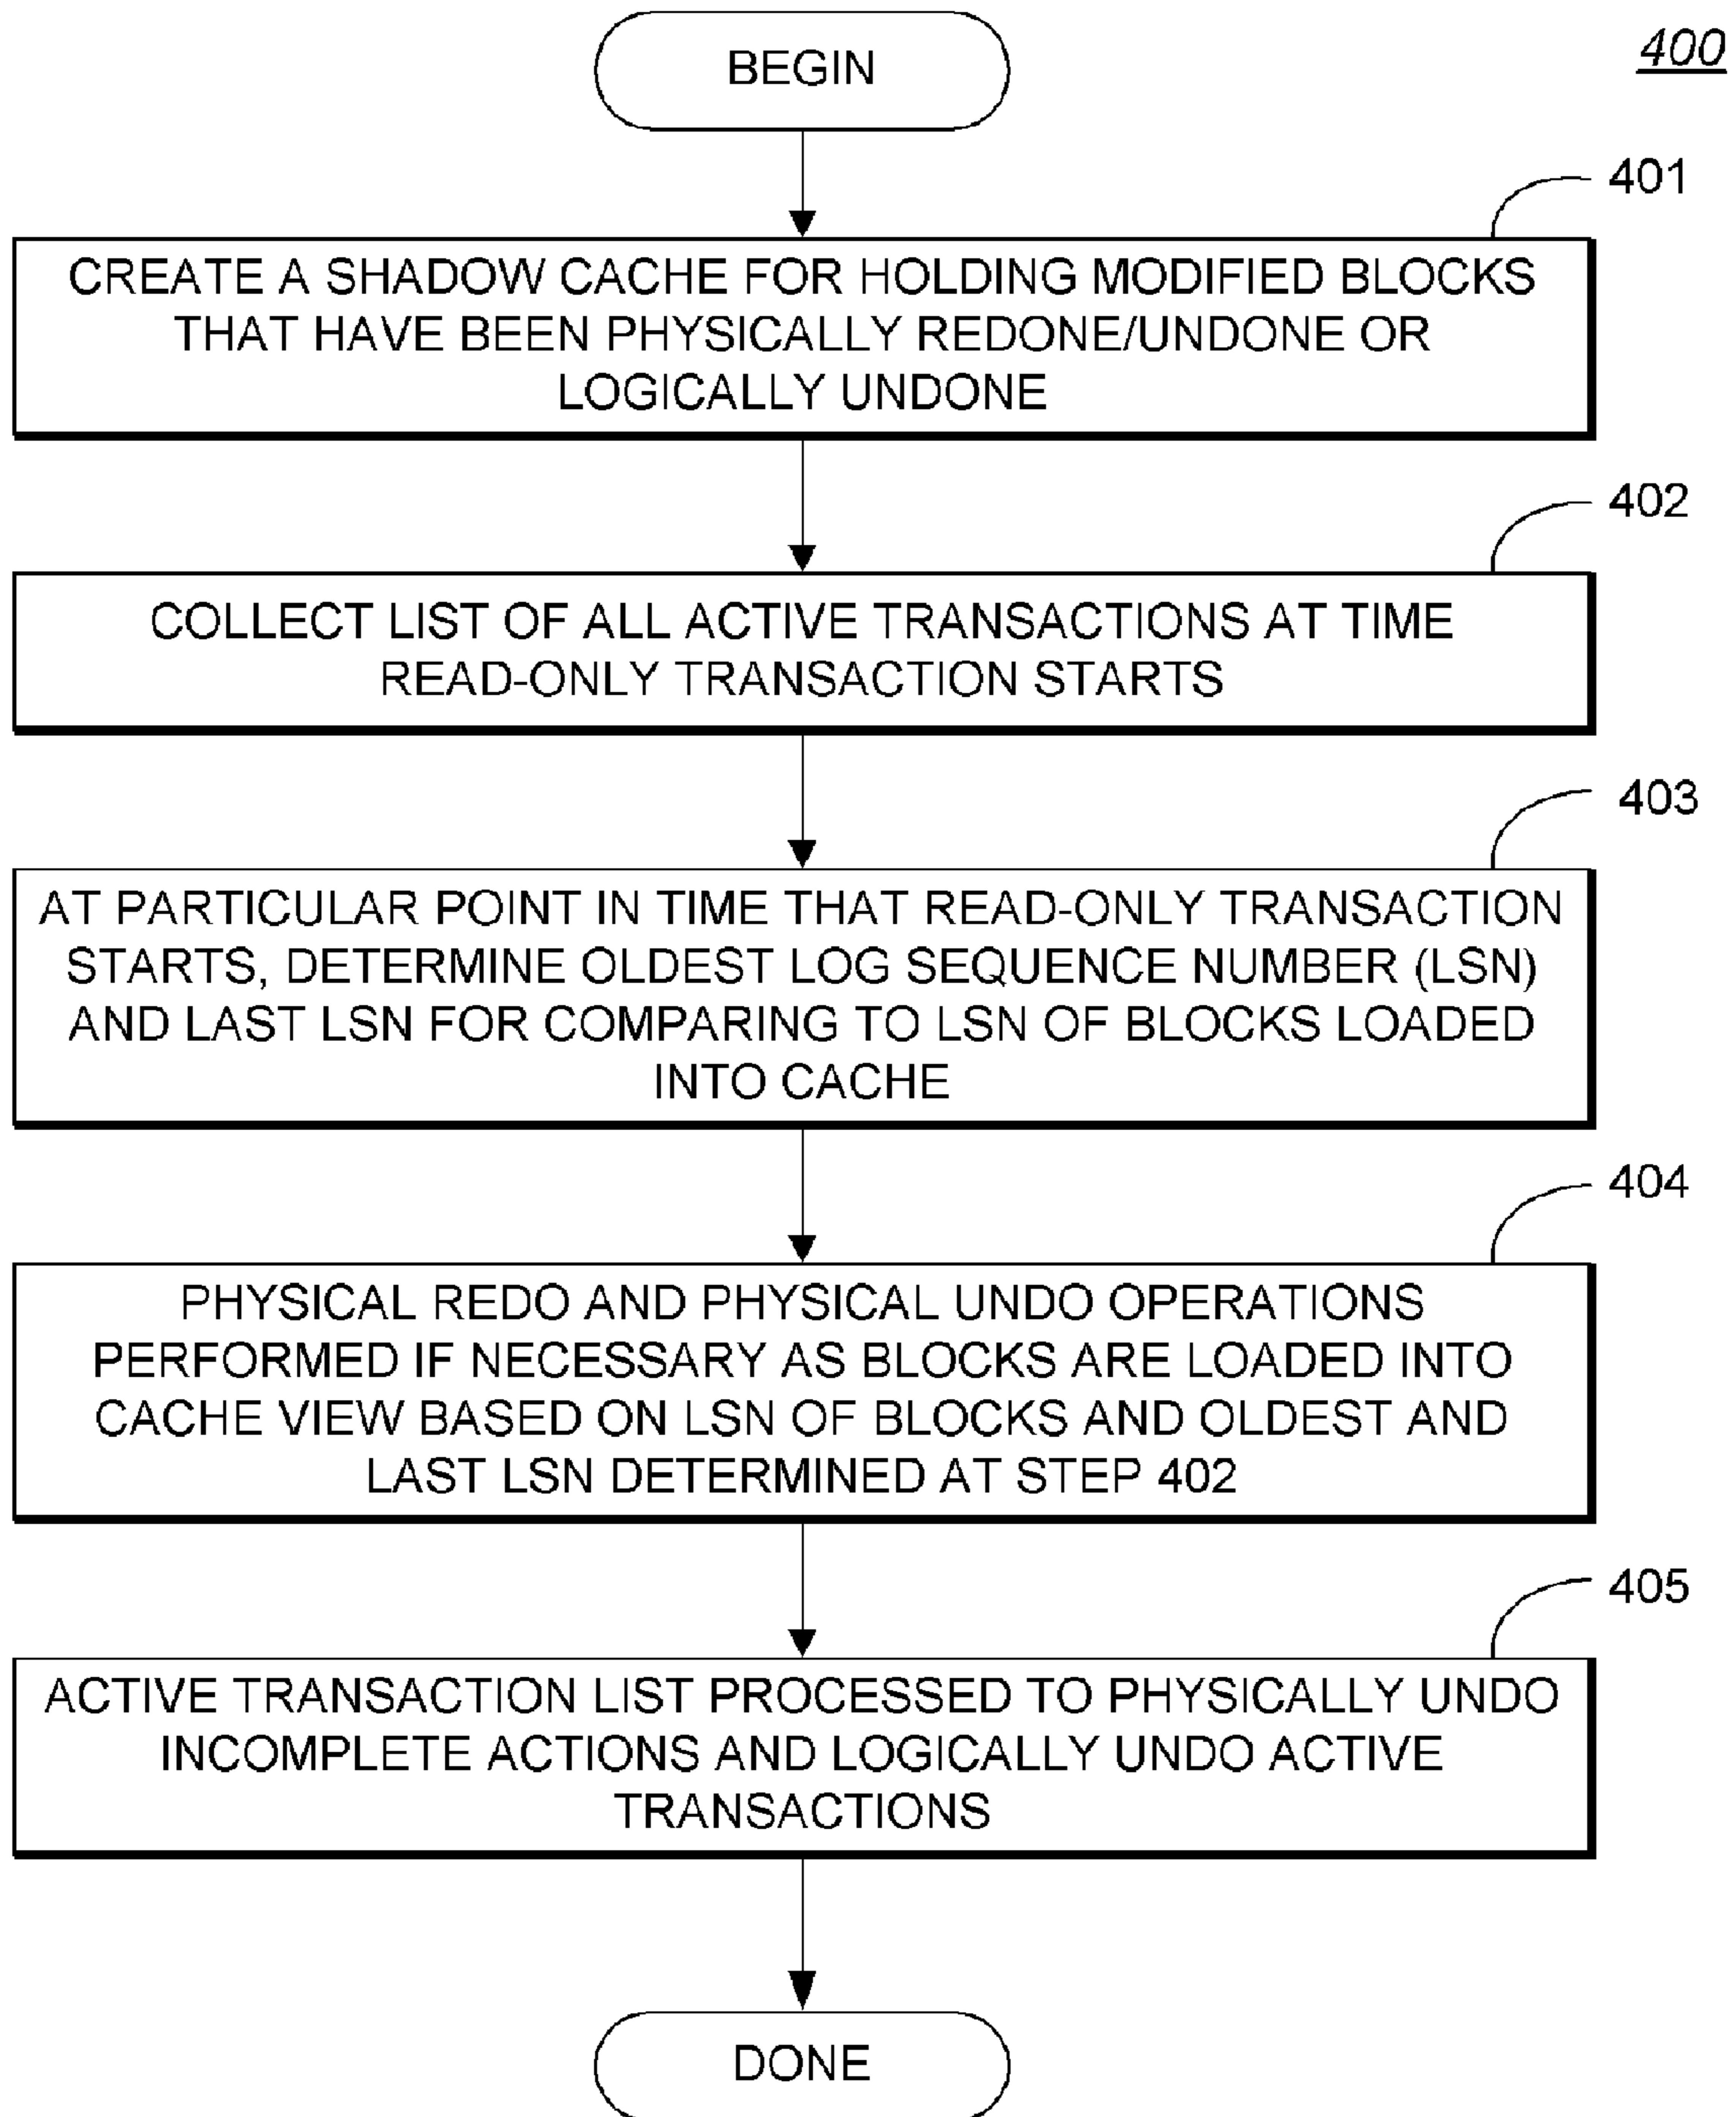 400
BEGIN
401
CREATE A SHADOW CACHE FOR HOLDING MODIFIED BLOCKS
THAT HAVE BEEN PHYSICALLY REDONE/UNDONE OR
LOGICALLY UNDONE
402
COLLECT LIST OF ALL ACTIVE TRANSACTIONS AT TIME
READ-ONLY TRANSACTION STARTS
403
AT PARTICULAR POINT IN TIME THAT READ-ONLY TRANSACTION
STARTS, DETERMINE OLDEST LOG SEQUENCE NUMBER (LSN)
AND LAST LSN FOR COMPARING TO LSN OF BLOCKS LOADED
INTO CACHE
404
PHYSICAL REDO AND PHYSICAL UNDO OPERATIONS
PERFORMED IF NECESSARY AS BLOCKS ARE LOADED INTO
CACHE VIEW BASED ON LSN OF BLOCKS AND OLDEST AND
LAST LSN DETERMINED AT STEP 402
405
ACTIVE TRANSACTION LIST PROCESSED TO PHYSICALLY UNDO
INCOMPLETE ACTIONS AND LOGICALLY UNDO ACTIVE
TRANSACTIONS
DONE